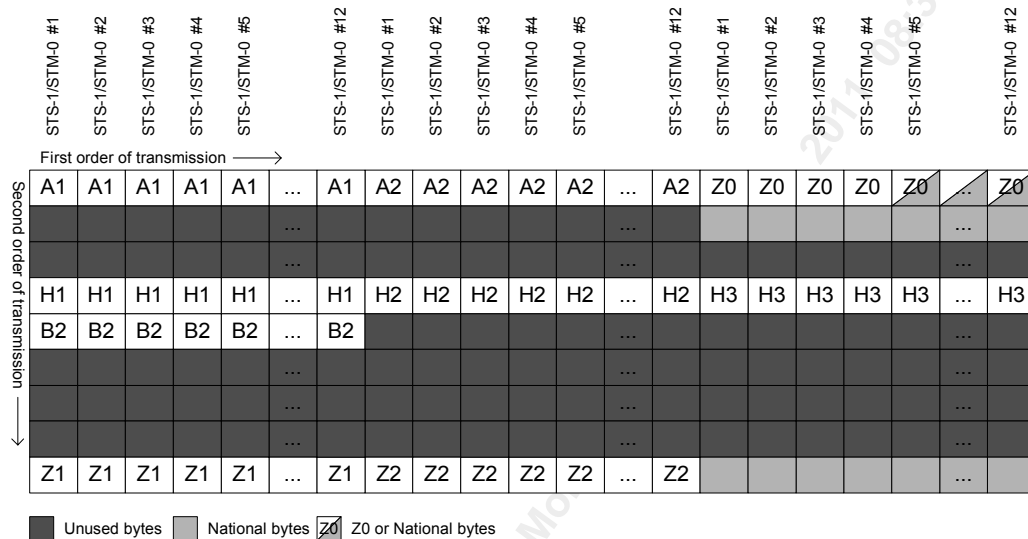 STS-1/STM-0 #1 STS-1/STM-0 #2 STS-1/STM-0 #3 STS-1/STM-0 #4 STS-1/STM-0 #5 STS-1/STM-0 #12 STS-1/STM-0 #1 STS-1/STM-0 #2 STS-1/STM-0 #3 STS-1/STM-0 #4 STS-1/STM-0 #5 STS-1/STM-0 #12 STS-1/STM-0 #1 STS-1/STM-0 #2 STS-1/STM-0 #3 STS-1/STM-0 #4 STS-1/STM-0 #5 STS-1/STM-0 #12
First order of transmission
Second order of transmission
A1 A1 A1 A1 A1 ... A1 A2 A2 A2 A2 A2 ... A2 Z0 Z0 Z0 Z0 Z0 ... Z0
... ... ...
... ... ...
H1 H1 H1 H1 H1 ... H1 H2 H2 H2 H2 H2 ... H2 H3 H3 H3 H3 H3 ... H3
B2 B2 B2 B2 B2 ... B2 ... ...
... ... ...
... ... ...
... ... ...
Z1 Z1 Z1 Z1 Z1 ... Z1 Z2 Z2 Z2 Z2 Z2 ... Z2 ...
Unused bytes National bytes Z0 Z0 or National bytes
2011 08:3
Mo